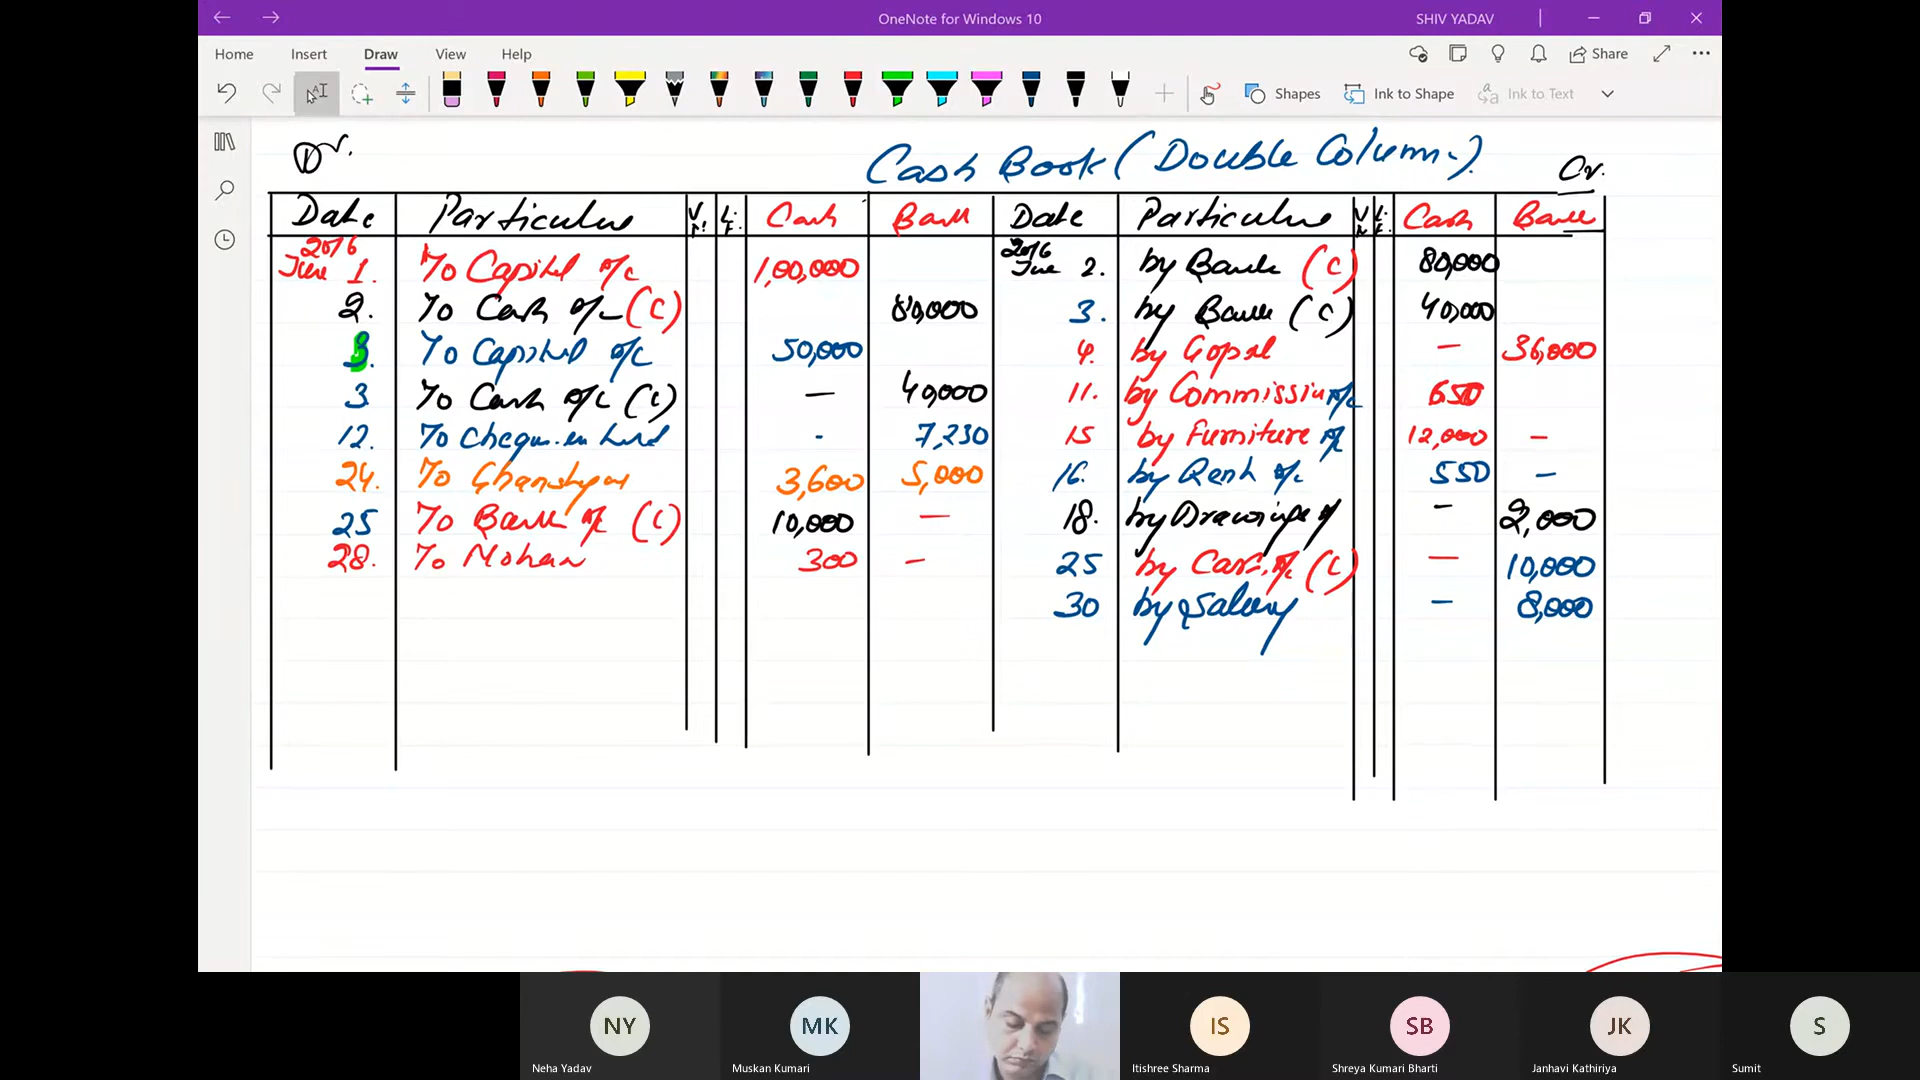 OneNote for Windows 10
SHIV YADAV
Home Insert Draw View Help
Share
Shapes Ink to Shape Ink to Text
Dr. Cash Book (Double Column.) Cr.
Date Particulars V.N. L.F. Cash Bank Date Particulars V.N. L.F. Cash Bank
2016 June 1. To Capital a/c 1,00,000 2016 June 2. by Bank (C) 80,000
2. To Cash a/c (C) 80,000 3. by Bank (C) 40,000
3. To Capital a/c 50,000 4. by Gopal — 36,000
3 To Cash a/c (C) — 40,000 11. by Commission a/c 650
12. To Cheques in hand - 7,230 15 by Furniture a/c 12,000 —
24. To Ghanshyam 3,600 5,000 16. by Rent a/c 550 —
25 To Bank a/c (C) 10,000 — 18. by Drawings a/c - 2,000
28. To Mohan 300 — 25 by Cash a/c (C) — 10,000
30 by Salary — 8,000
NY MK IS SB JK S
Neha Yadav Muskan Kumari Itishree Sharma Shreya Kumari Bharti Janhavi Kathiriya Sumit